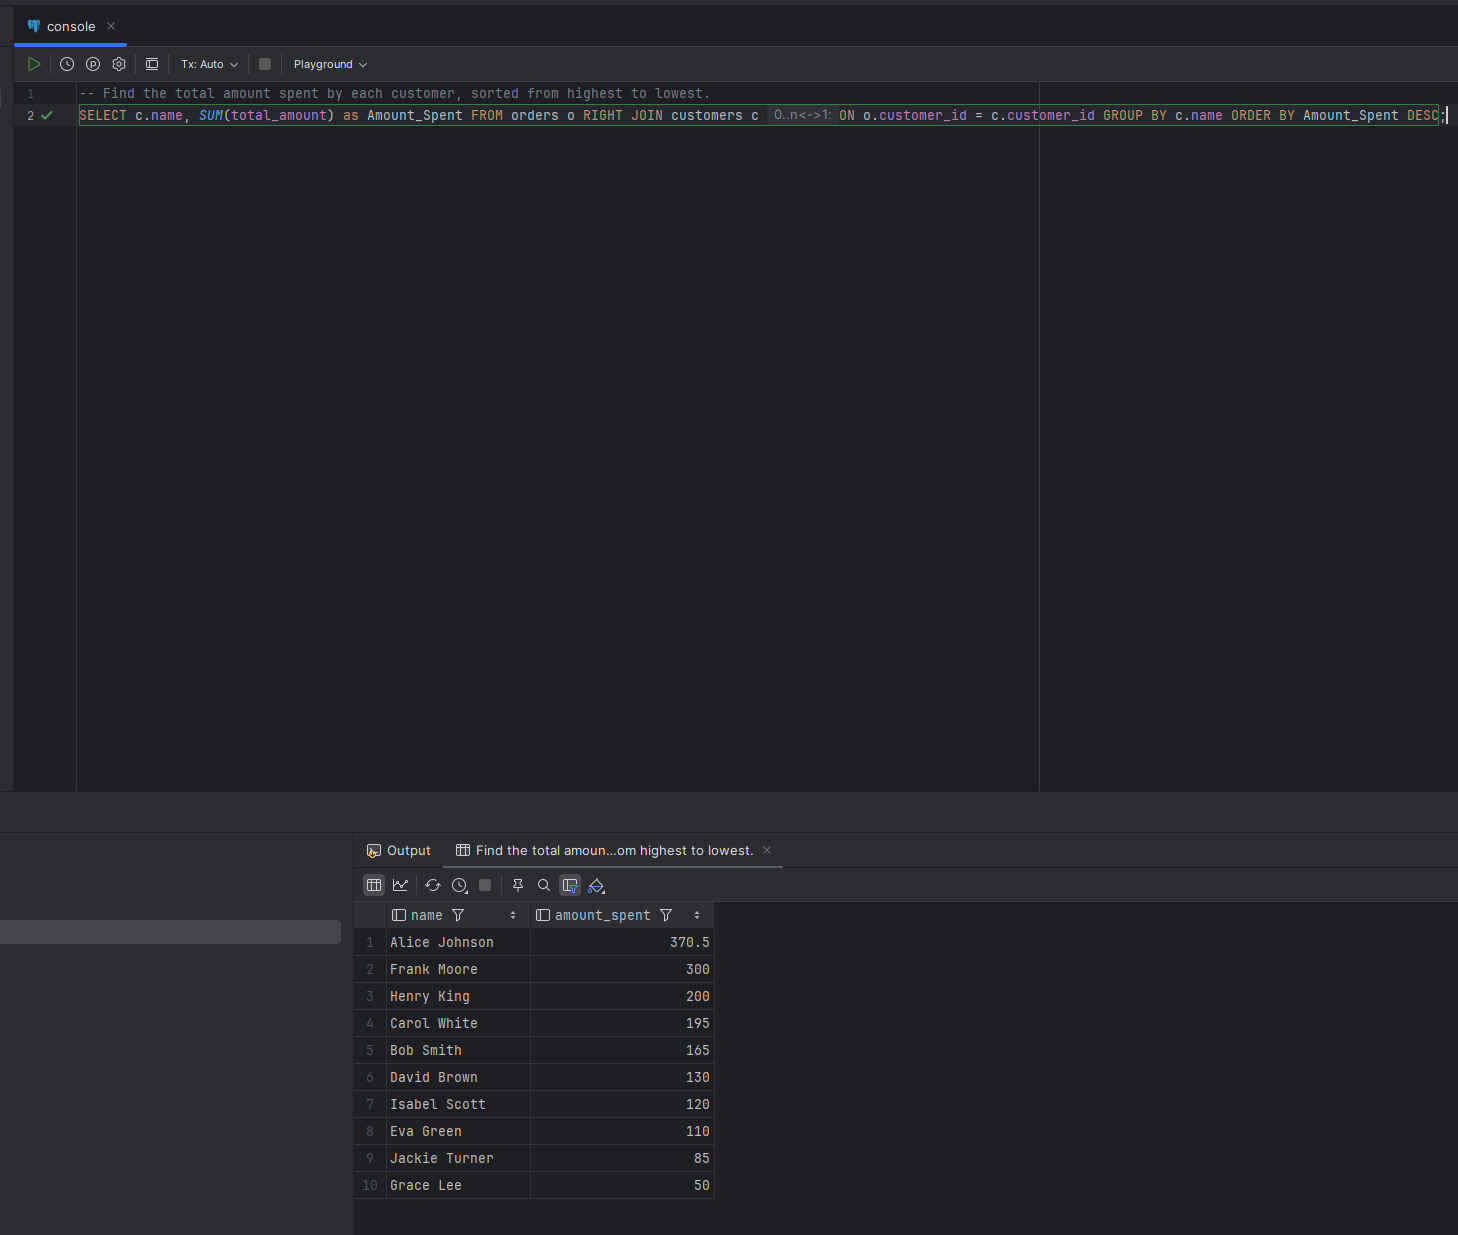 console
Tx: Auto
Playground
1 -- Find the total amount spent by each customer, sorted from highest to lowest.
2 SELECT c.name, SUM(total_amount) as Amount_Spent FROM orders o RIGHT JOIN customers c 0..n<->1: ON o.customer_id = c.customer_id GROUP BY c.name ORDER BY Amount_Spent DESC;
Output Find the total amoun...om highest to lowest.
name amount_spent
1 Alice Johnson 370.5
2 Frank Moore 300
3 Henry King 200
4 Carol White 195
5 Bob Smith 165
6 David Brown 130
7 Isabel Scott 120
8 Eva Green 110
9 Jackie Turner 85
10 Grace Lee 50